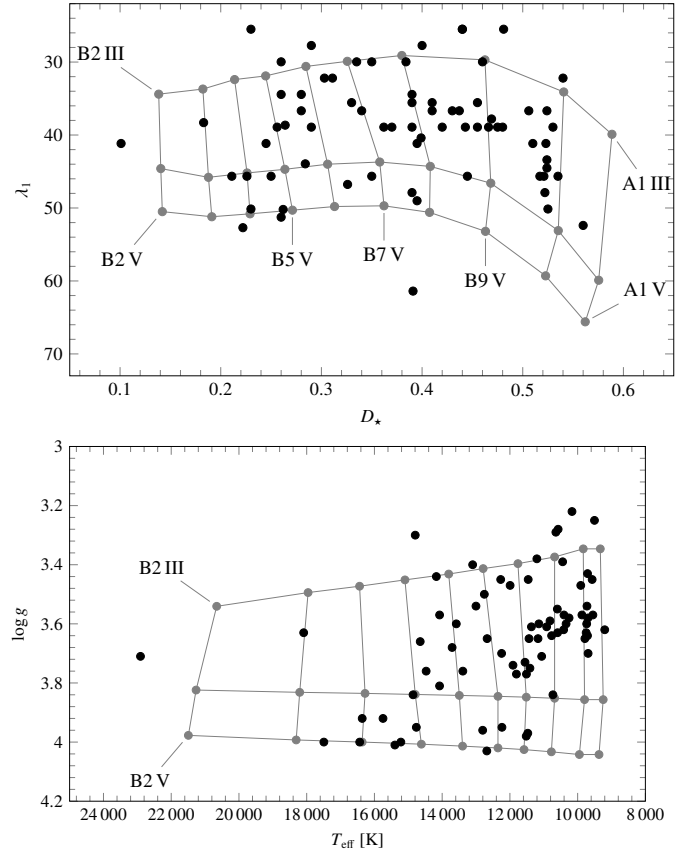 30
40
50
60
70
λ₁
B2 III
B2 V
B5 V
B7 V
B9 V
A1 III
A1 V
0.1 0.2 0.3 0.4 0.5 0.6
D⋆
3
3.2
3.4
3.6
3.8
4.0
4.2
log g
B2 III
B2 V
24 000 22 000 20 000 18 000 16 000 14 000 12 000 10 000 8 000
Teff [K]